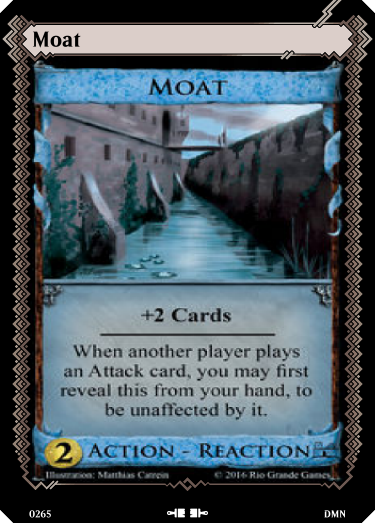 Moat
MOAT
+2 Cards
When another player plays
an Attack card, you may first
reveal this from your hand, to
be unaffected by it.
2 ACTION - REACTION
Illustration: Matthias Catrein © 2016 Rio Grande Games
0265 DMN